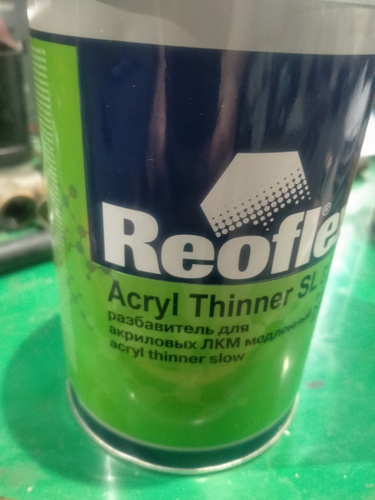 Reofle
Acryl Thinner SL
разбавитель для
акриловых ЛКМ медленный
acryl thinner slow